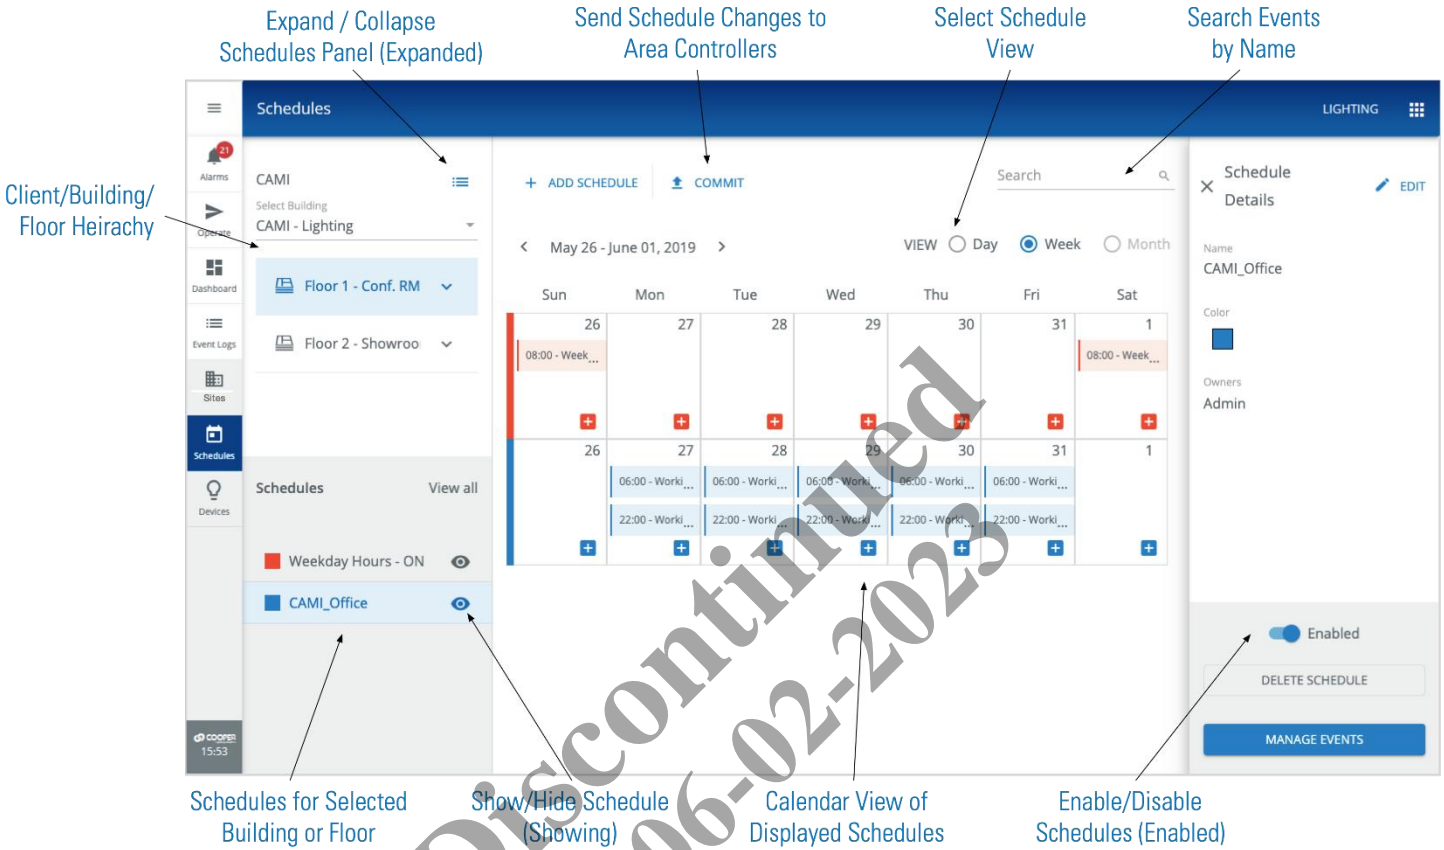 Expand / Collapse
Schedules Panel (Expanded)
Send Schedule Changes to
Area Controllers
Select Schedule
View
Search Events
by Name
Client/Building/
Floor Heirachy
Schedules
LIGHTING
21
Alarms
Operate
Dashboard
Event Logs
Sites
Schedules
Devices
COOPER
15:53
CAMI
Select Building
CAMI - Lighting
Floor 1 - Conf. RM
Floor 2 - Showroo
Schedules View all
Weekday Hours - ON
CAMI_Office
+ ADD SCHEDULE COMMIT
Search
< May 26 - June 01, 2019 >
VIEW Day Week Month
Sun Mon Tue Wed Thu Fri Sat
26 27 28 29 30 31 1
08:00 - Week... 08:00 - Week...
+ + + + + + +
26 27 28 29 30 31 1
06:00 - Worki... 06:00 - Worki... 06:00 - Worki... 06:00 - Worki... 06:00 - Worki...
22:00 - Worki... 22:00 - Worki... 22:00 - Worki... 22:00 - Worki... 22:00 - Worki...
+ + + + + + +
Schedule
Details
EDIT
Name
CAMI_Office
Color
Owners
Admin
Enabled
DELETE SCHEDULE
MANAGE EVENTS
Schedules for Selected
Building or Floor
Show/Hide Schedule
(Showing)
Calendar View of
Displayed Schedules
Enable/Disable
Schedules (Enabled)
Discontinued
06-02-2023